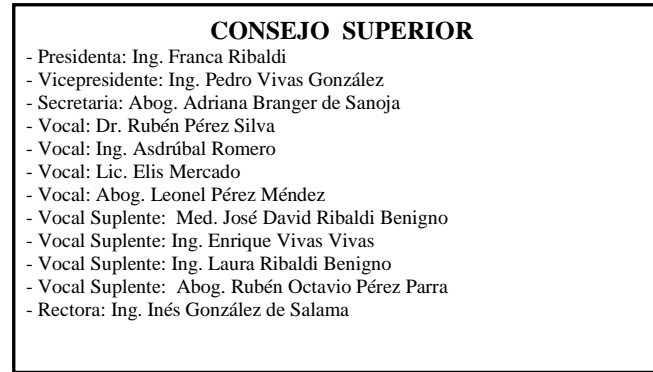 CONSEJO SUPERIOR
- Presidenta: Ing. Franca Ribaldi
- Vicepresidente: Ing. Pedro Vivas González
- Secretaria: Abog. Adriana Branger de Sanoja
- Vocal: Dr. Rubén Pérez Silva
- Vocal: Ing. Asdrúbal Romero
- Vocal: Lic. Elis Mercado
- Vocal: Abog. Leonel Pérez Méndez
- Vocal Suplente: Med. José David Ribaldi Benigno
- Vocal Suplente: Ing. Enrique Vivas Vivas
- Vocal Suplente: Ing. Laura Ribaldi Benigno
- Vocal Suplente: Abog. Rubén Octavio Pérez Parra
- Rectora: Ing. Inés González de Salama